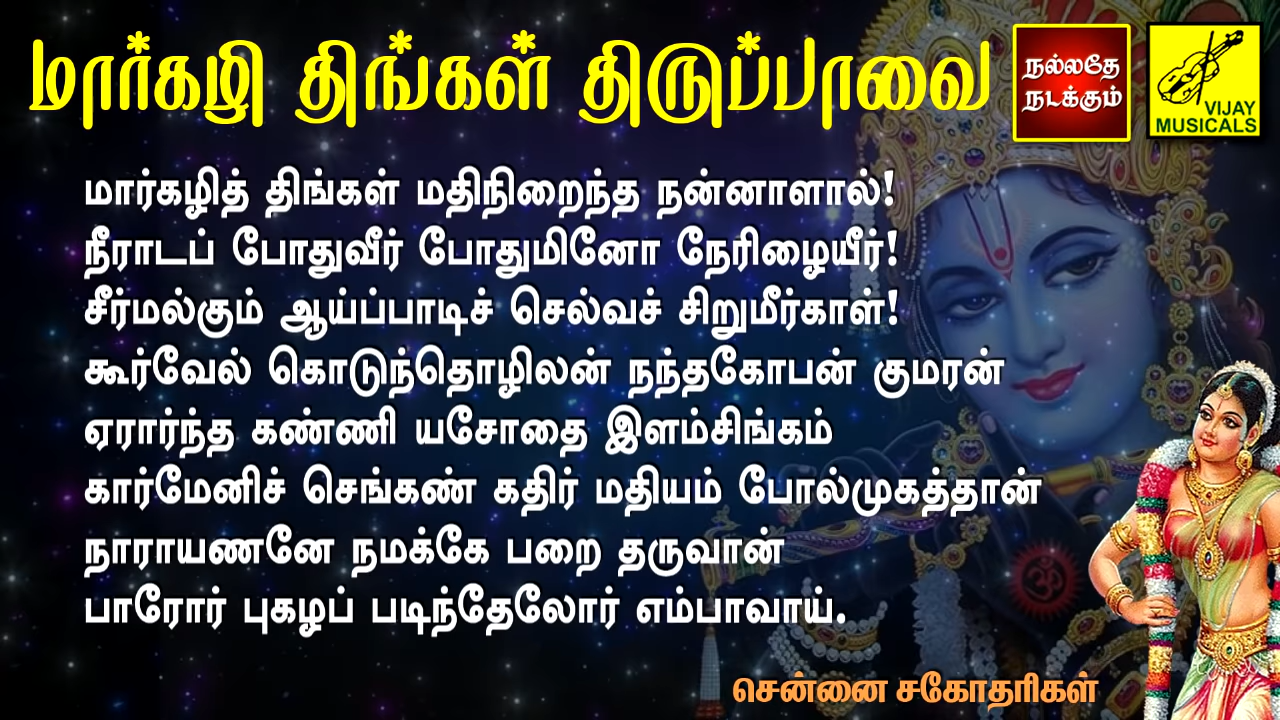 மார்கழி திங்கள் திருப்பாவை
நல்லதே
நடக்கும்
VIJAY
MUSICALS
மார்கழித் திங்கள் மதிநிறைந்த நன்னாளால்!
நீராடப் போதுவீர் போதுமினோ நேரிழையீர்!
சீர்மல்கும் ஆய்ப்பாடிச் செல்வச் சிறுமீர்காள்!
கூர்வேல் கொடுந்தொழிலன் நந்தகோபன் குமரன்
ஏரார்ந்த கண்ணி யசோதை இளம்சிங்கம்
கார்மேனிச் செங்கண் கதிர் மதியம் போல்முகத்தான்
நாராயணனே நமக்கே பறை தருவான்
பாரோர் புகழப் படிந்தேலோர் எம்பாவாய்.
சென்னை சகோதரிகள்